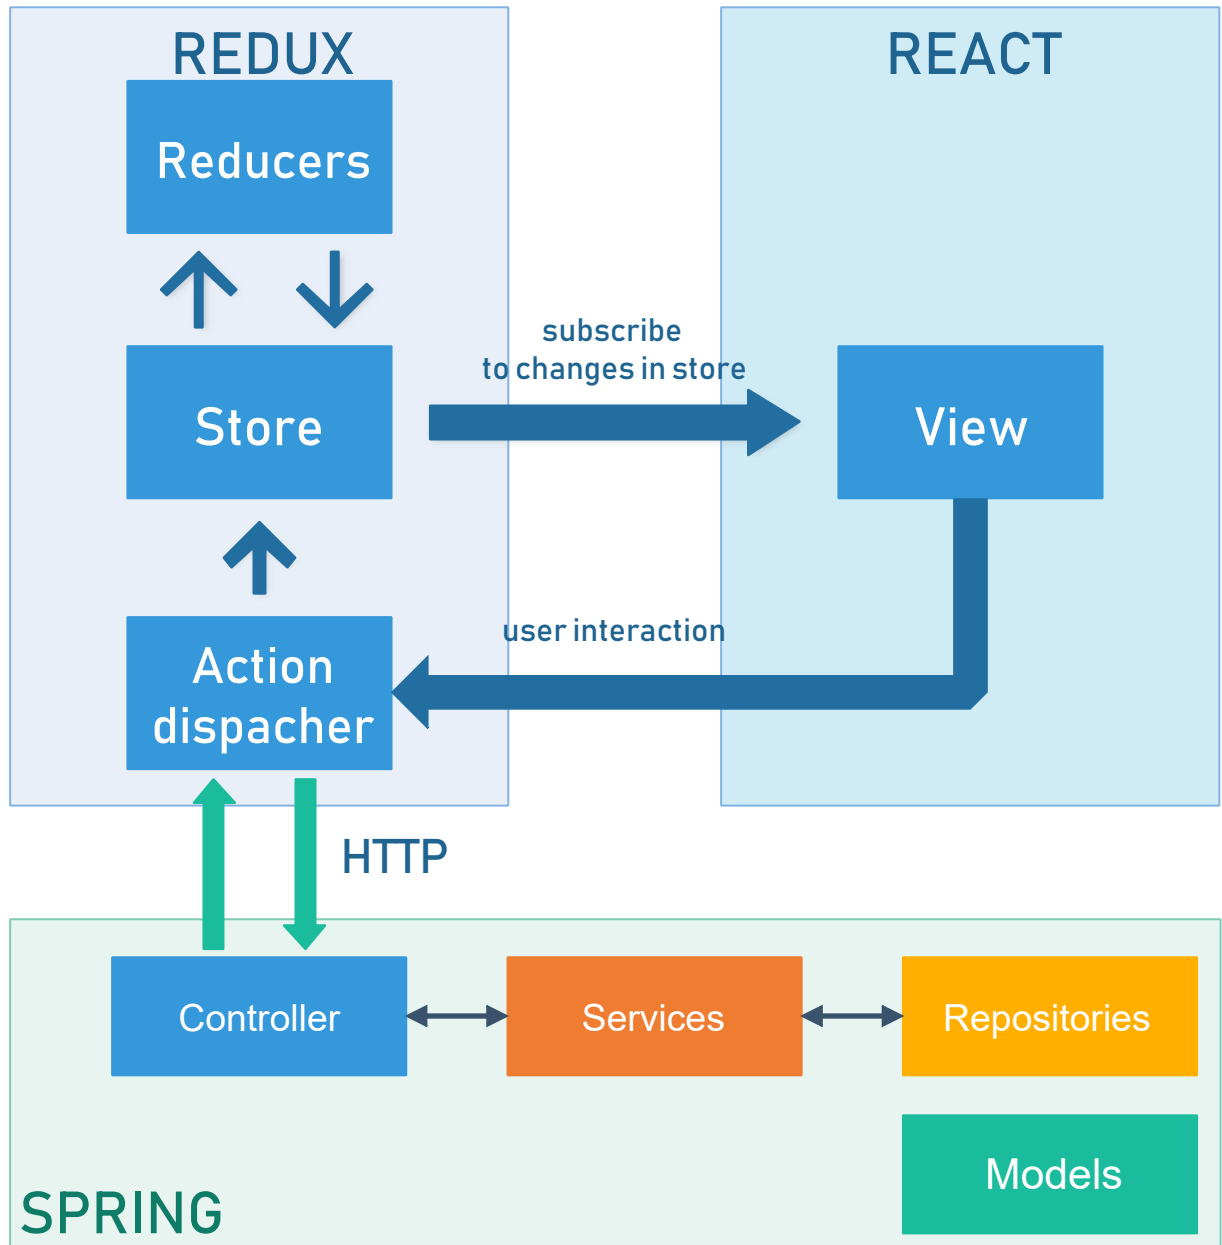 REDUX
Reducers
Store
Action
dispacher
subscribe
to changes in store
user interaction
REACT
View
HTTP
Controller
Services
Repositories
Models
SPRING